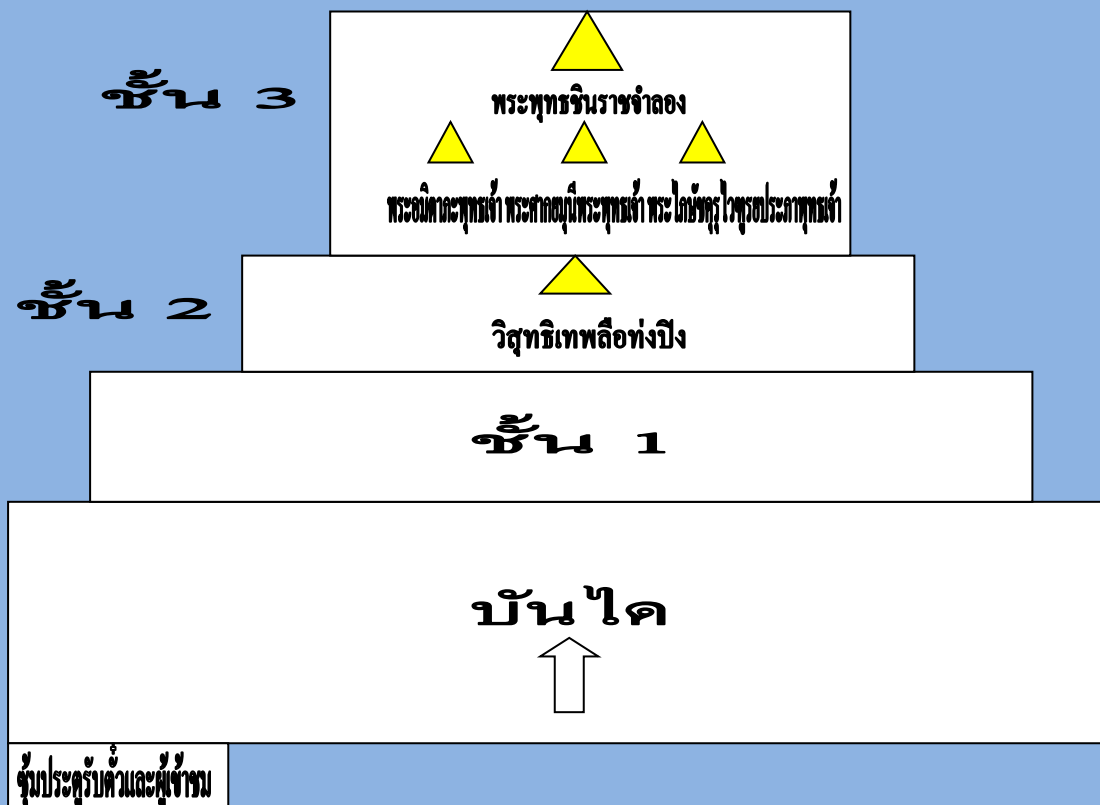 ชั้น 3
พระพุทธชินราชจำลอง
พระอมิตาภะพุทธเจ้า พระศากยมุนีพระพุทธเจ้า พระไภษัชคุรุไวฑูรยประภาพุทธเจ้า
ชั้น 2
วิสุทธิเทพลือท่งปิง
ชั้น 1
บันได
ซุ้มประตูรับตั๋วและผู้เข้าชม